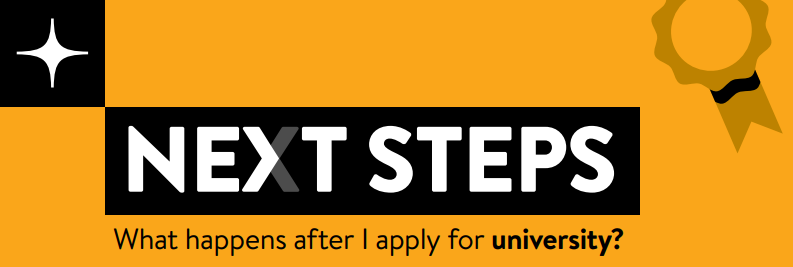 NEXT STEPS
What happens after I apply for university?